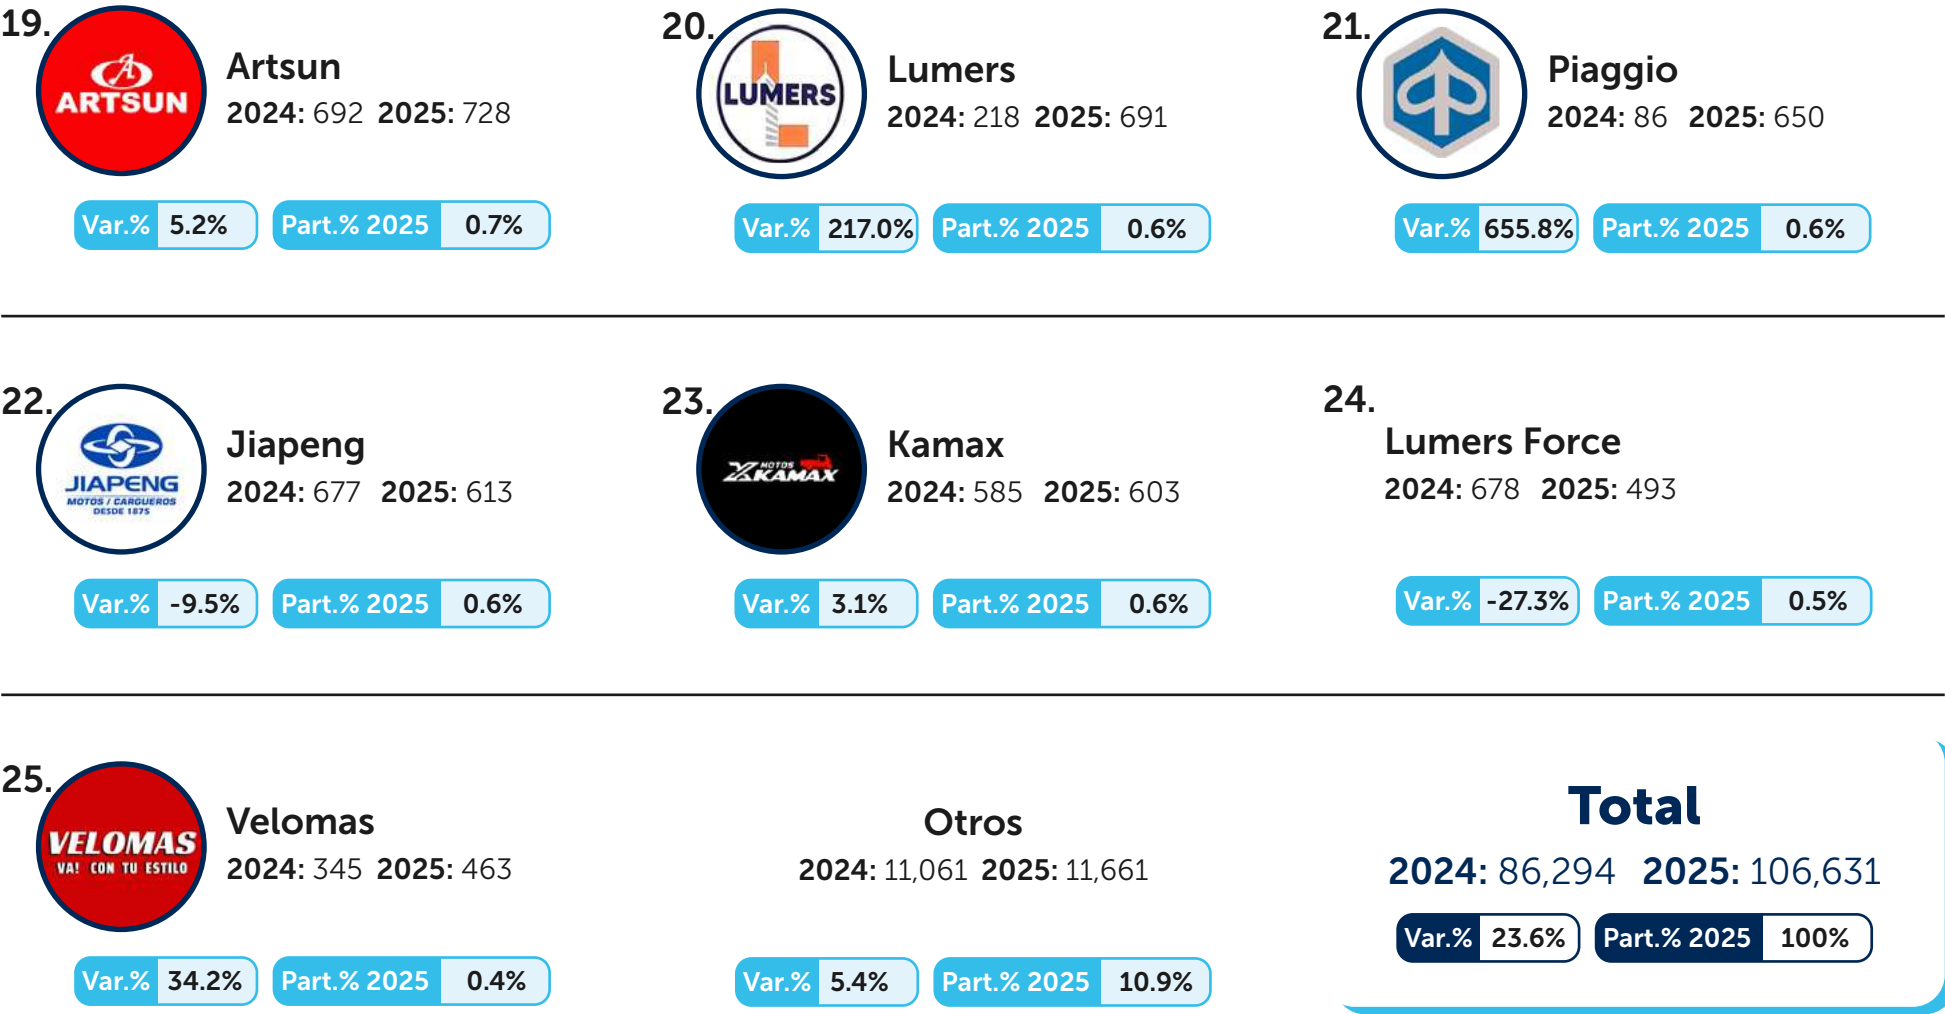 19.
ARTSUN
Artsun
2024: 692 2025: 728
Var.% 5.2% Part.% 2025 0.7%
20.
LUMERS
Lumers
2024: 218 2025: 691
Var.% 217.0% Part.% 2025 0.6%
21.
Piaggio
2024: 86 2025: 650
Var.% 655.8% Part.% 2025 0.6%
22.
JIAPENG
MOTOS / CARGUEROS
DESDE 1875
Jiapeng
2024: 677 2025: 613
Var.% -9.5% Part.% 2025 0.6%
23.
MOTOS
KAMAX
Kamax
2024: 585 2025: 603
Var.% 3.1% Part.% 2025 0.6%
24.
Lumers Force
2024: 678 2025: 493
Var.% -27.3% Part.% 2025 0.5%
25.
VELOMAS
VA! CON TU ESTILO
Velomas
2024: 345 2025: 463
Var.% 34.2% Part.% 2025 0.4%
Otros
2024: 11,061 2025: 11,661
Var.% 5.4% Part.% 2025 10.9%
Total
2024: 86,294 2025: 106,631
Var.% 23.6% Part.% 2025 100%